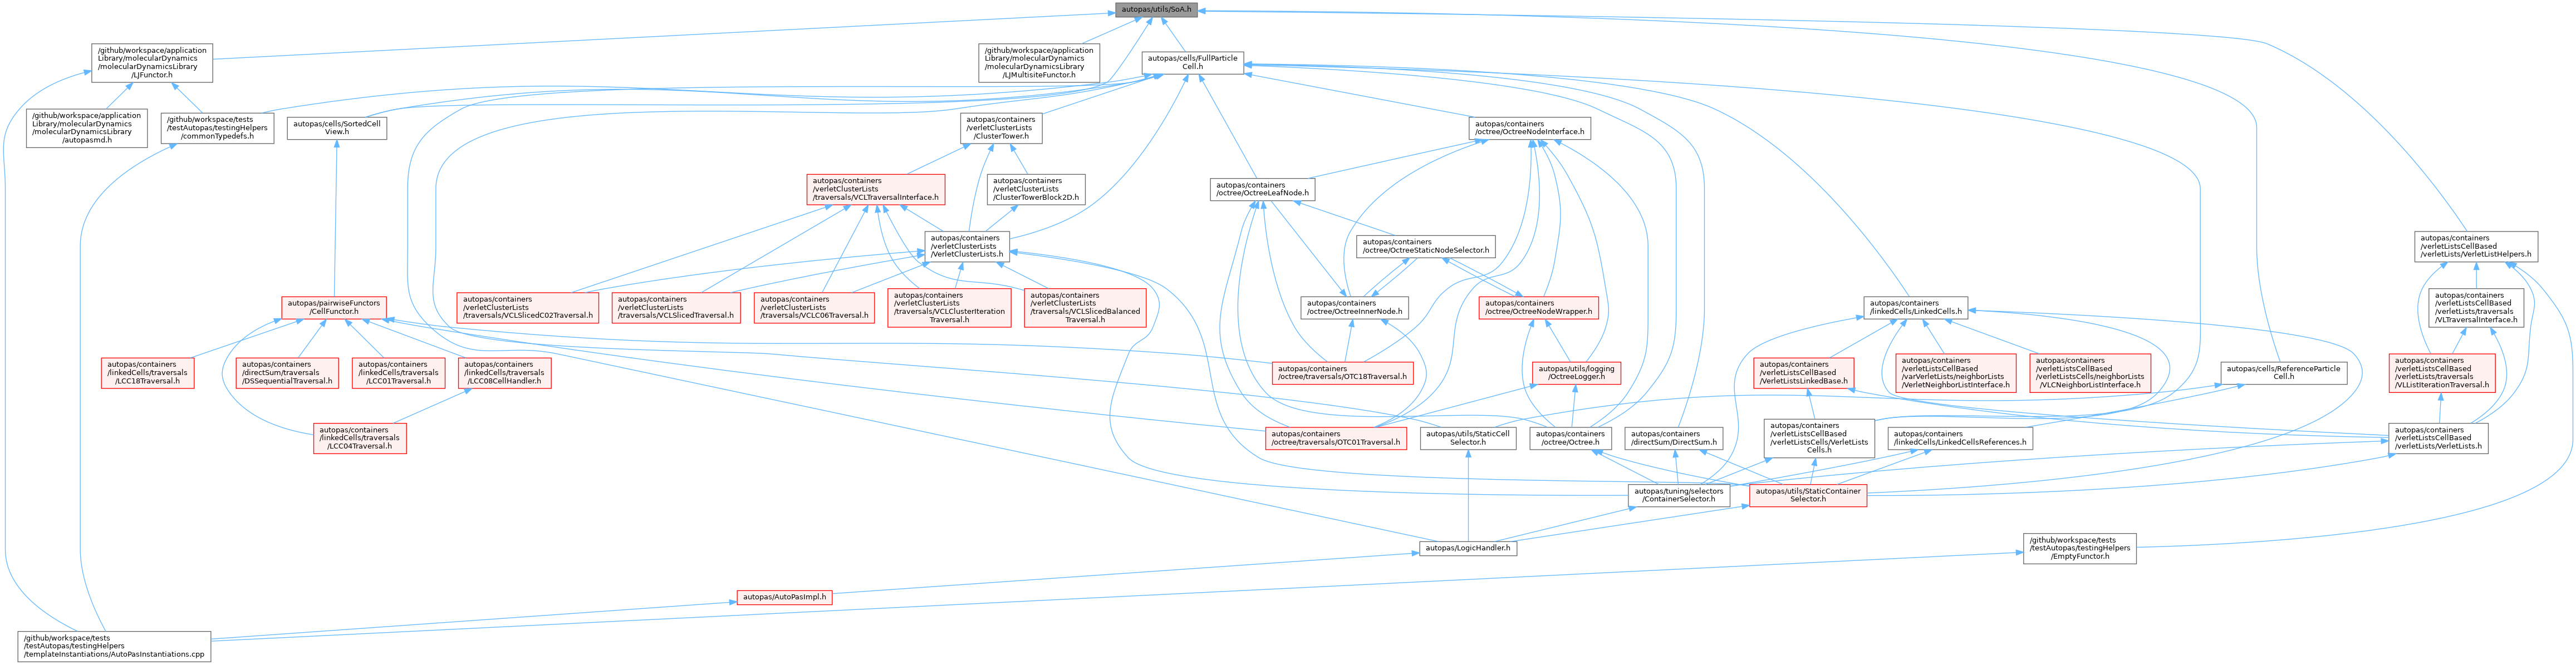 autopas/utils/SoA.h
/github/workspace/application
Library/molecularDynamics
/molecularDynamicsLibrary
/LJFunctor.h
/github/workspace/application
Library/molecularDynamics
/molecularDynamicsLibrary
/LJMultisiteFunctor.h
autopas/cells/FullParticle
Cell.h
/github/workspace/application
Library/molecularDynamics
/molecularDynamicsLibrary
/autopasmd.h
/github/workspace/tests
/testAutopas/testingHelpers
/commonTypedefs.h
autopas/cells/SortedCell
View.h
autopas/containers
/verletClusterLists
/ClusterTower.h
autopas/containers
/octree/OctreeNodeInterface.h
autopas/containers
/verletClusterLists
/traversals/VCLTraversalInterface.h
autopas/containers
/verletClusterLists
/ClusterTowerBlock2D.h
autopas/containers
/octree/OctreeLeafNode.h
autopas/containers
/verletClusterLists
/VerletClusterLists.h
autopas/containers
/octree/OctreeStaticNodeSelector.h
autopas/containers
/verletListsCellBased
/verletLists/VerletListHelpers.h
autopas/pairwiseFunctors
/CellFunctor.h
autopas/containers
/verletClusterLists
/traversals/VCLSlicedC02Traversal.h
autopas/containers
/verletClusterLists
/traversals/VCLSlicedTraversal.h
autopas/containers
/verletClusterLists
/traversals/VCLC06Traversal.h
autopas/containers
/verletClusterLists
/traversals/VCLClusterIteration
Traversal.h
autopas/containers
/verletClusterLists
/traversals/VCLSlicedBalanced
Traversal.h
autopas/containers
/octree/OctreeInnerNode.h
autopas/containers
/octree/OctreeNodeWrapper.h
autopas/containers
/linkedCells/LinkedCells.h
autopas/containers
/verletListsCellBased
/verletLists/traversals
/VLTraversalInterface.h
autopas/containers
/linkedCells/traversals
/LCC18Traversal.h
autopas/containers
/directSum/traversals
/DSSequentialTraversal.h
autopas/containers
/linkedCells/traversals
/LCC01Traversal.h
autopas/containers
/linkedCells/traversals
/LCC08CellHandler.h
autopas/containers
/octree/traversals/OTC18Traversal.h
autopas/utils/logging
/OctreeLogger.h
autopas/containers
/verletListsCellBased
/VerletListsLinkedBase.h
autopas/containers
/verletListsCellBased
/varVerletLists/neighborLists
/VerletNeighborListInterface.h
autopas/containers
/verletListsCellBased
/verletListsCells/neighborLists
/VLCNeighborListInterface.h
autopas/cells/ReferenceParticle
Cell.h
autopas/containers
/verletListsCellBased
/verletLists/traversals
/VLListIterationTraversal.h
autopas/containers
/linkedCells/traversals
/LCC04Traversal.h
autopas/containers
/octree/traversals/OTC01Traversal.h
autopas/utils/StaticCell
Selector.h
autopas/containers
/octree/Octree.h
autopas/containers
/directSum/DirectSum.h
autopas/containers
/verletListsCellBased
/verletListsCells/VerletLists
Cells.h
autopas/containers
/linkedCells/LinkedCellsReferences.h
autopas/containers
/verletListsCellBased
/verletLists/VerletLists.h
autopas/tuning/selectors
/ContainerSelector.h
autopas/utils/StaticContainer
Selector.h
autopas/LogicHandler.h
/github/workspace/tests
/testAutopas/testingHelpers
/EmptyFunctor.h
autopas/AutoPasImpl.h
/github/workspace/tests
/testAutopas/testingHelpers
/templateInstantiations/AutoPasInstantiations.cpp